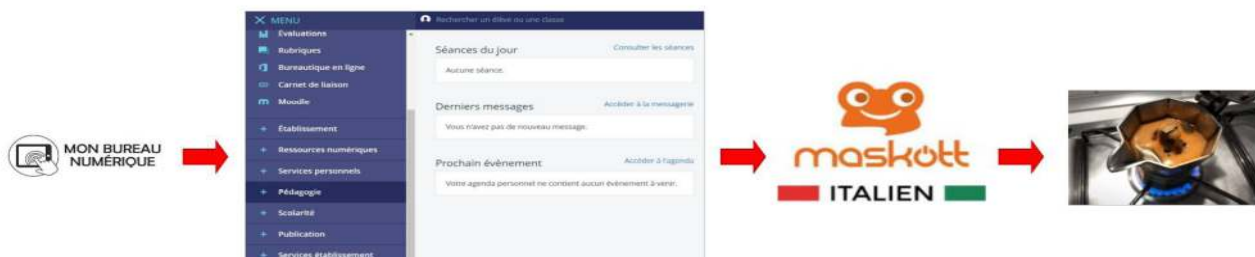 MON BUREAU
NUMÉRIQUE
MENU
Rechercher un élève ou une classe
Évaluations
Rubriques
Bureautique en ligne
Carnet de liaison
Moodle
Établissement
Ressources numériques
Services personnels
Pédagogie
Scolarité
Publication
Services établissement
Séances du jour
Consulter les séances
Aucune séance.
Derniers messages
Accéder à la messagerie
Vous n'avez pas de nouveau message.
Prochain évènement
Accéder à l'agenda
Votre agenda personnel ne contient aucun évènement à venir.
maskott
ITALIEN